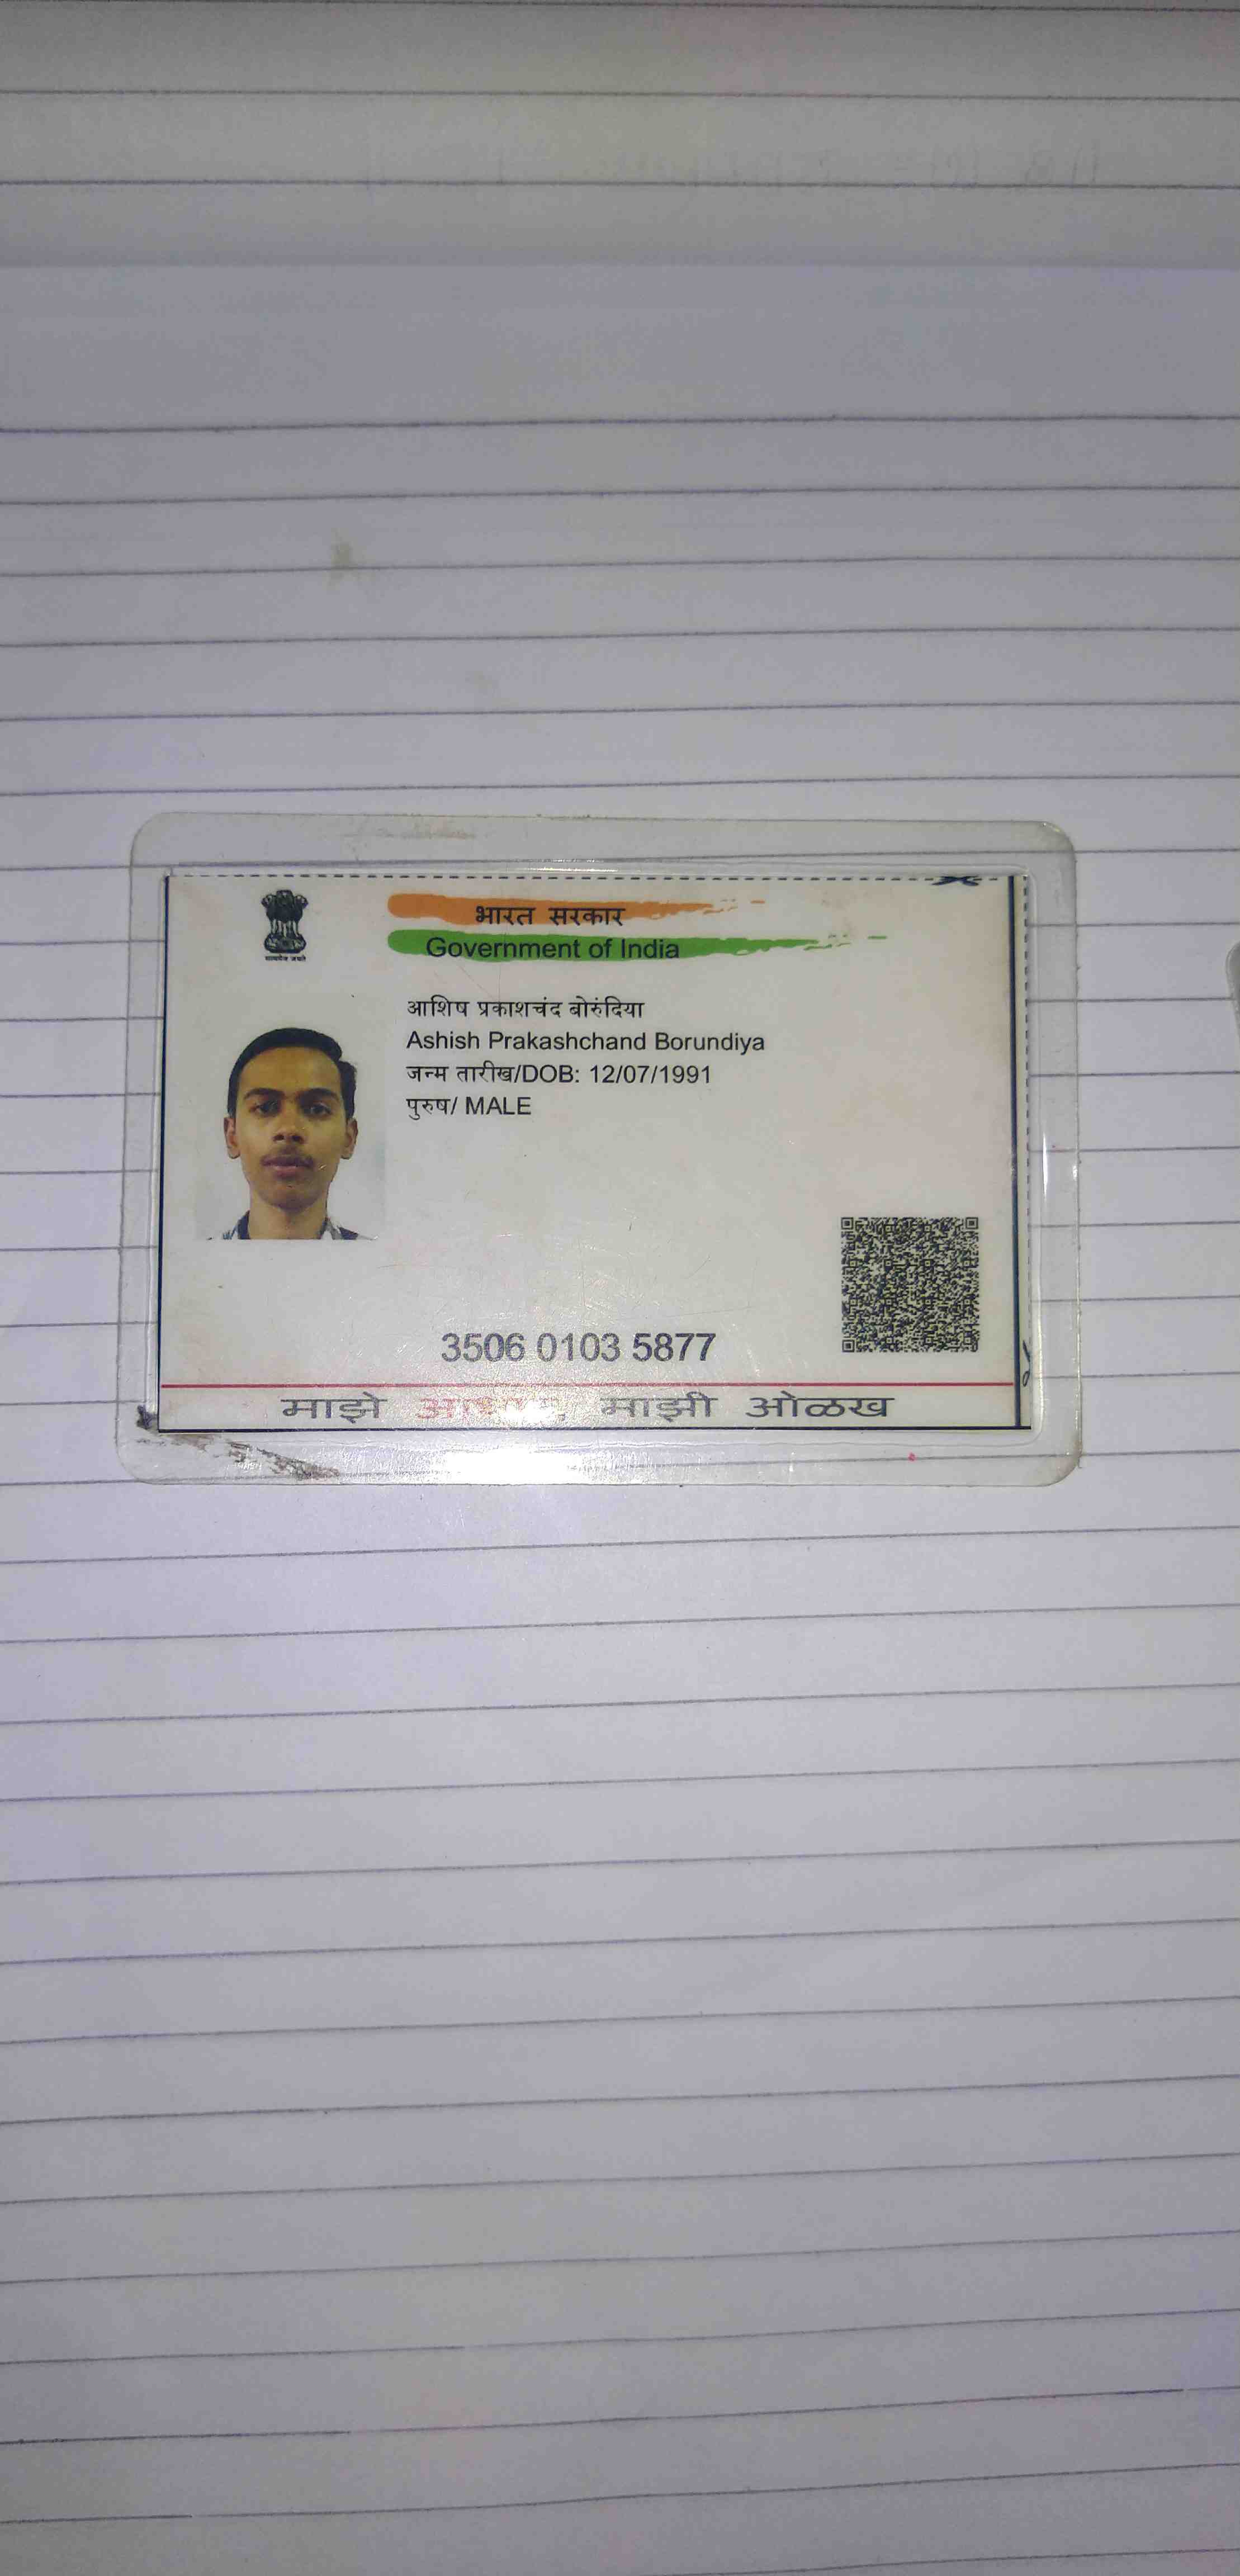 सत्यमेव जयते
भारत सरकार
Government of India
आशिष प्रकाशचंद बोरुंदिया
Ashish Prakashchand Borundiya
जन्म तारीख/DOB: 12/07/1991
पुरुष/ MALE
3506 0103 5877
माझे आधार, माझी ओळख